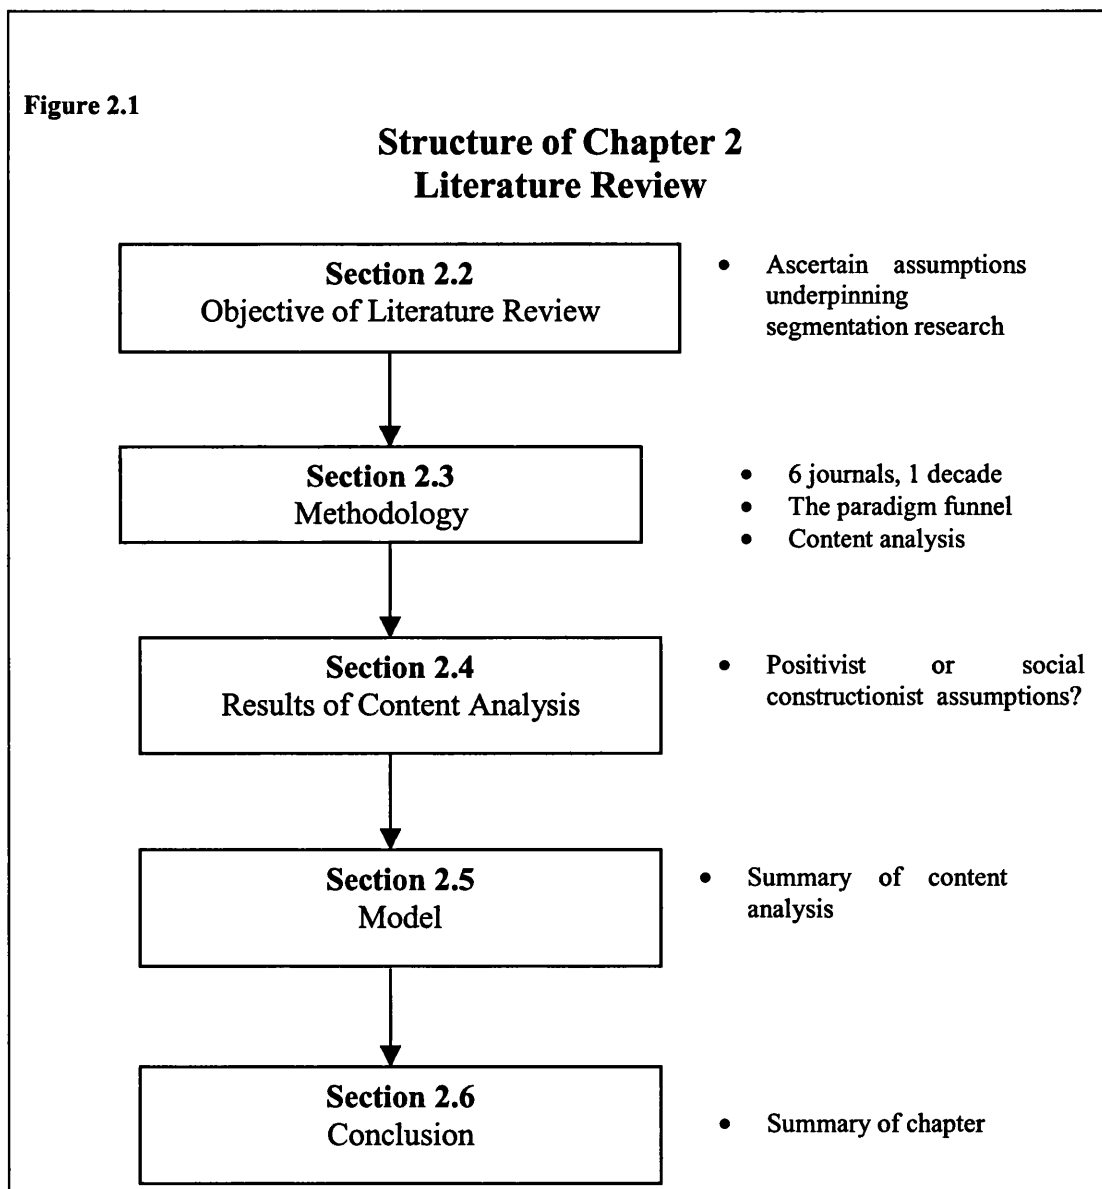 Figure 2.1
Structure of Chapter 2
Literature Review
Section 2.2
Objective of Literature Review
• Ascertain assumptions
underpinning
segmentation research
Section 2.3
Methodology
• 6 journals, 1 decade
• The paradigm funnel
• Content analysis
Section 2.4
Results of Content Analysis
• Positivist or social
constructionist assumptions?
Section 2.5
Model
• Summary of content
analysis
Section 2.6
Conclusion
• Summary of chapter